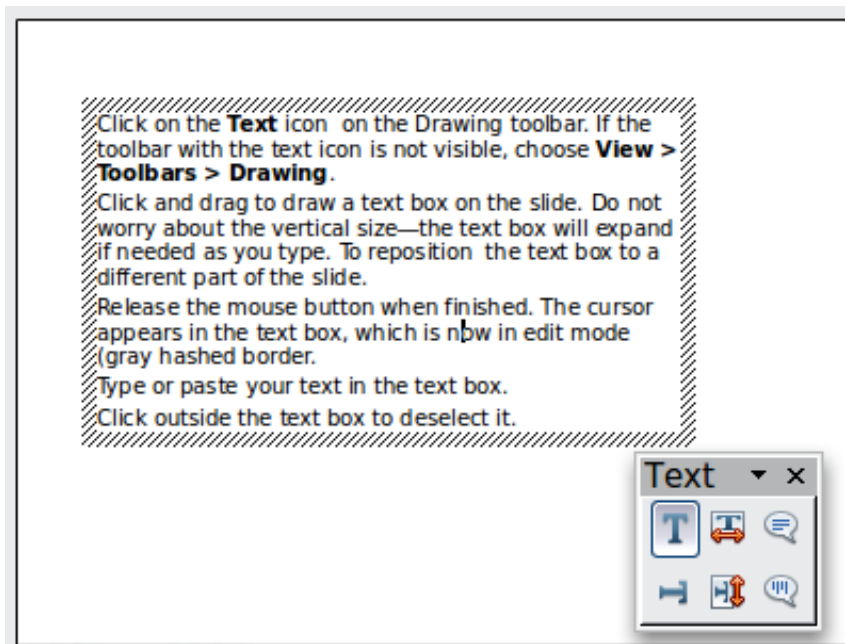 Click on the Text icon  on the Drawing toolbar. If the
toolbar with the text icon is not visible, choose View >
Toolbars > Drawing.
Click and drag to draw a text box on the slide. Do not
worry about the vertical size—the text box will expand
if needed as you type. To reposition  the text box to a
different part of the slide.
Release the mouse button when finished. The cursor
appears in the text box, which is now in edit mode
(gray hashed border.
Type or paste your text in the text box.
Click outside the text box to deselect it.
Text